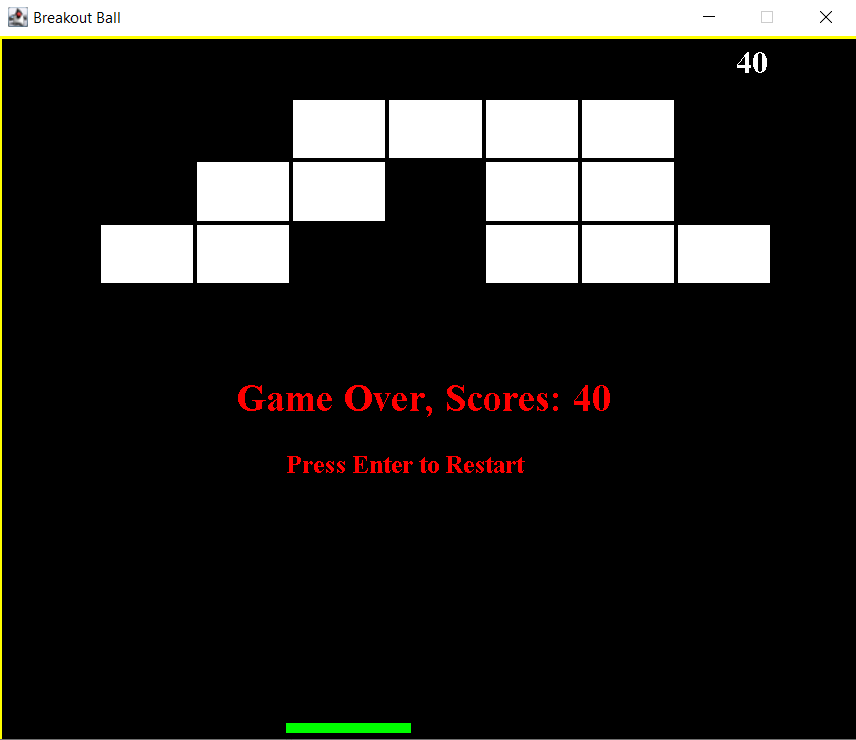 Breakout Ball
40
Game Over, Scores: 40
Press Enter to Restart